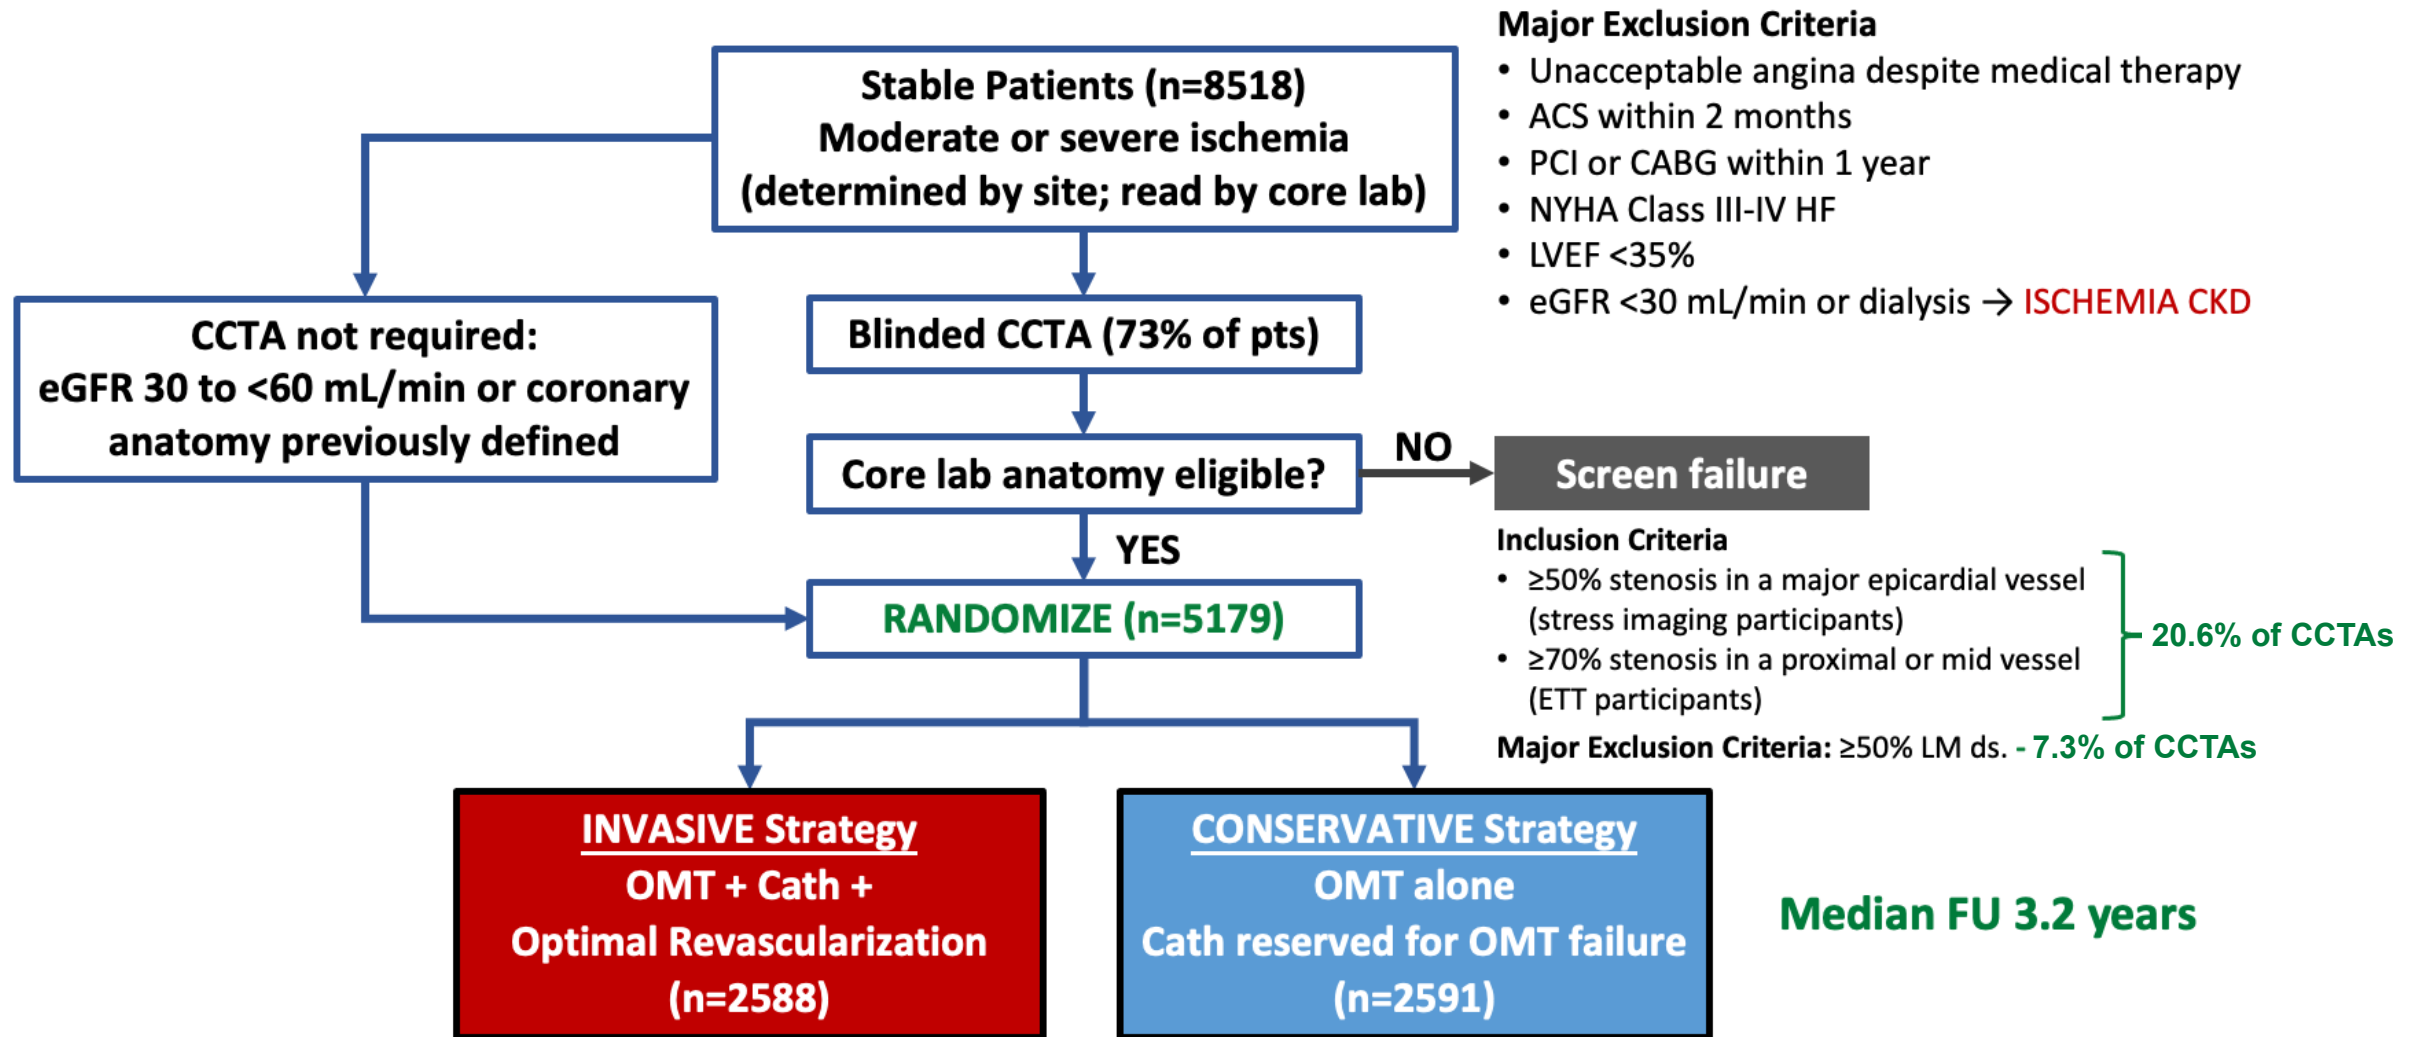 Stable Patients (n=8518)
Moderate or severe ischemia
(determined by site; read by core lab)
Major Exclusion Criteria
• Unacceptable angina despite medical therapy
• ACS within 2 months
• PCI or CABG within 1 year
• NYHA Class III-IV HF
• LVEF <35%
• eGFR <30 mL/min or dialysis → ISCHEMIA CKD
CCTA not required:
eGFR 30 to <60 mL/min or coronary
anatomy previously defined
Blinded CCTA (73% of pts)
Core lab anatomy eligible?
NO
Screen failure
YES
RANDOMIZE (n=5179)
Inclusion Criteria
• ≥50% stenosis in a major epicardial vessel
(stress imaging participants)
• ≥70% stenosis in a proximal or mid vessel
(ETT participants)
20.6% of CCTAs
Major Exclusion Criteria: ≥50% LM ds. - 7.3% of CCTAs
INVASIVE Strategy
OMT + Cath +
Optimal Revascularization
(n=2588)
CONSERVATIVE Strategy
OMT alone
Cath reserved for OMT failure
(n=2591)
Median FU 3.2 years